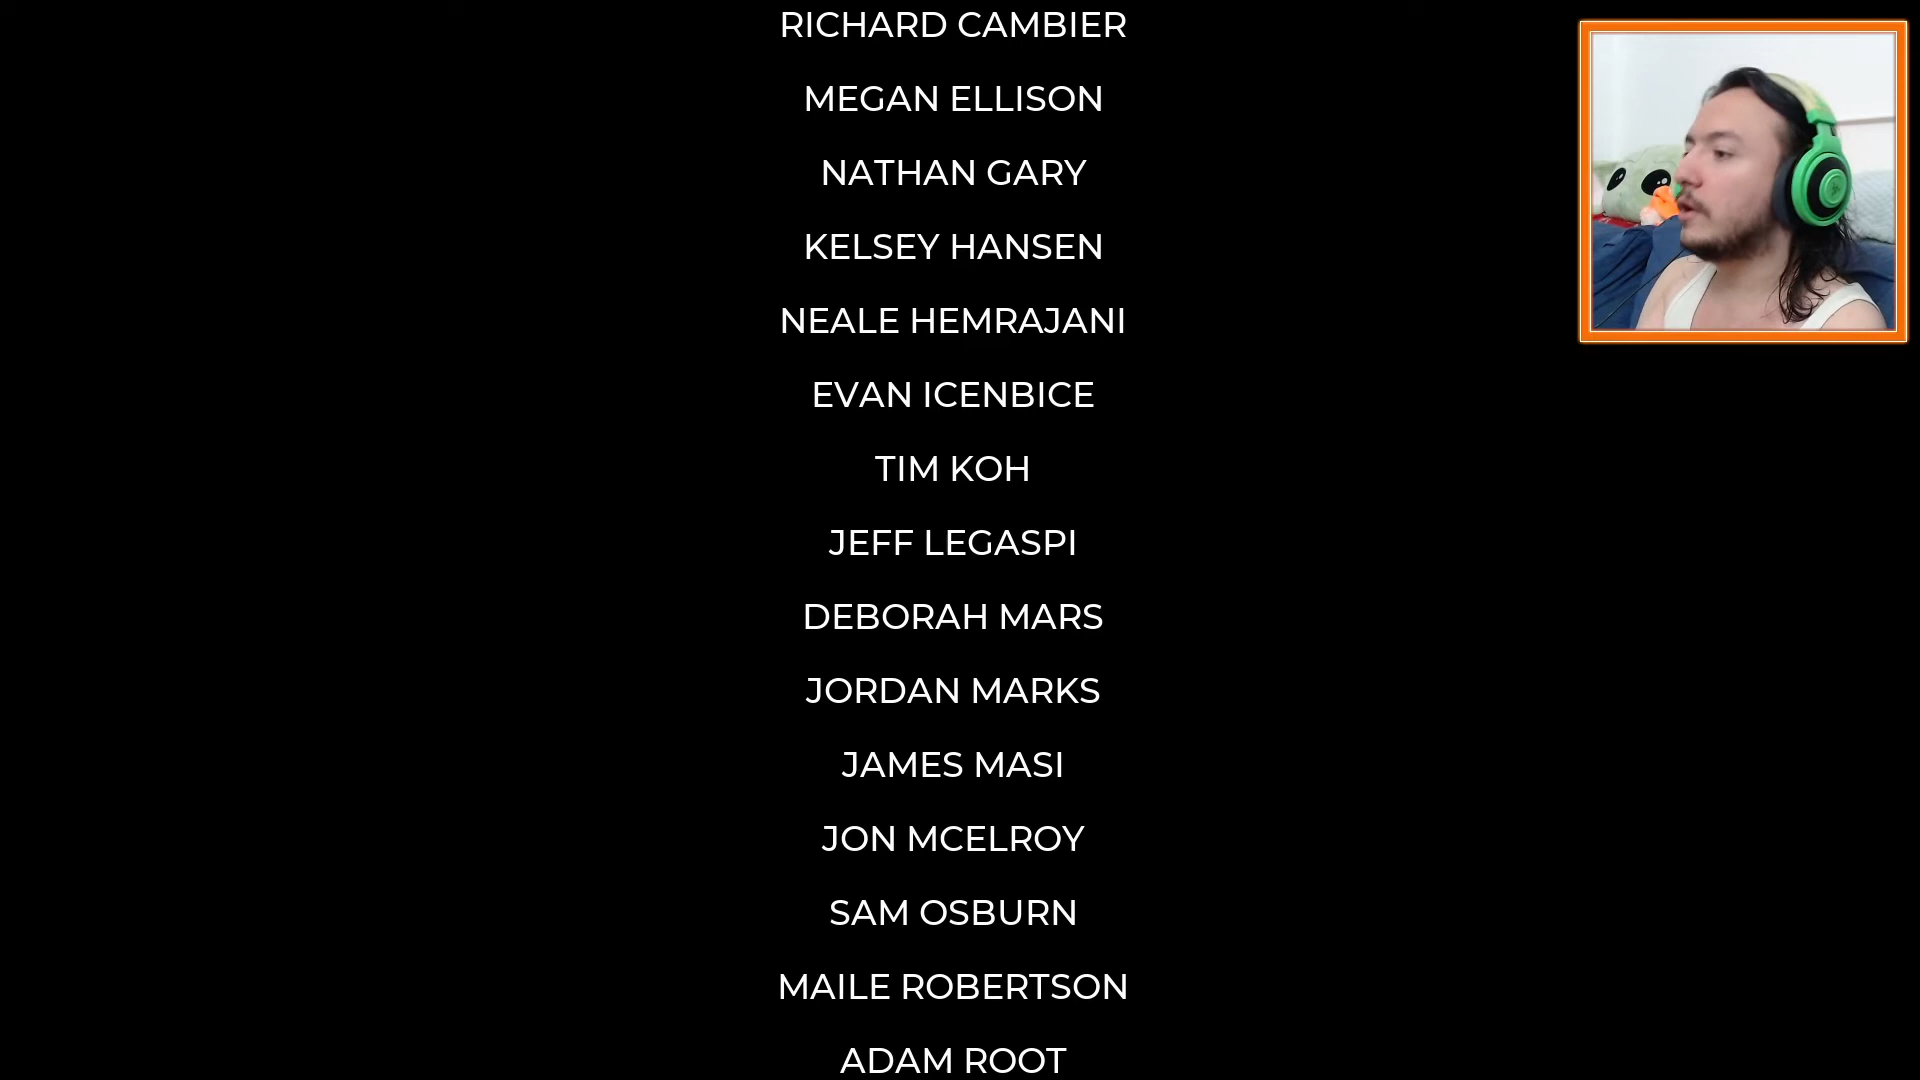 RICHARD CAMBIER
MEGAN ELLISON
NATHAN GARY
KELSEY HANSEN
NEALE HEMRAJANI
EVAN ICENBICE
TIM KOH
JEFF LEGASPI
DEBORAH MARS
JORDAN MARKS
JAMES MASI
JON MCELROY
SAM OSBURN
MAILE ROBERTSON
ADAM ROOT